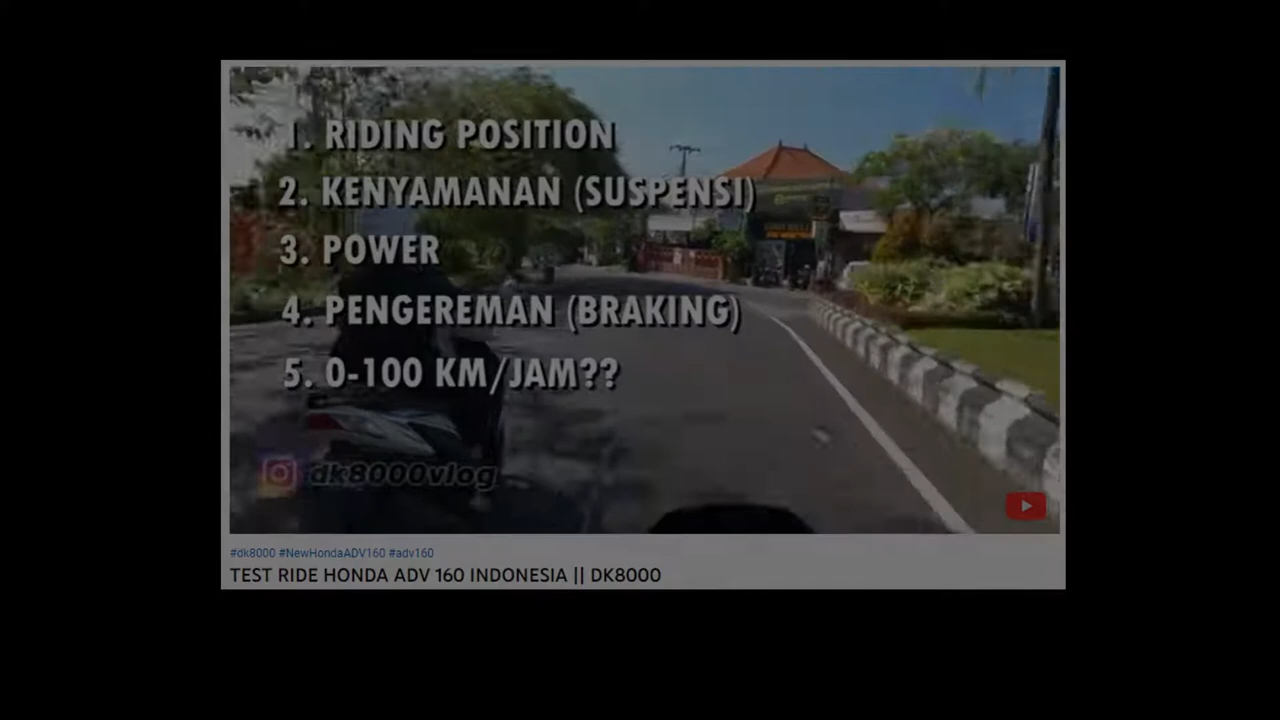 1. RIDING POSITION
2. KENYAMANAN (SUSPENSI)
3. POWER
4. PENGEREMAN (BRAKING)
5. 0-100 KM/JAM??
dk8000vlog
#dk8000 #NewHondaADV160 #adv160
TEST RIDE HONDA ADV 160 INDONESIA || DK8000